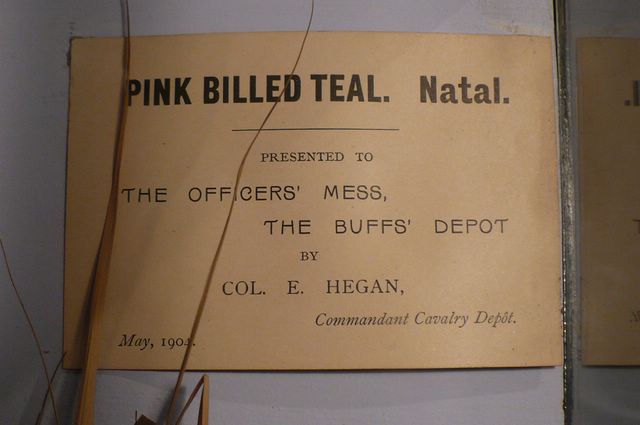 PINK BILLED TEAL. Natal.
PRESENTED TO
THE OFFICERS' MESS,
THE BUFFS' DEPOT
BY
COL. E. HEGAN,
Commandant Cavalry Depôt.
May,